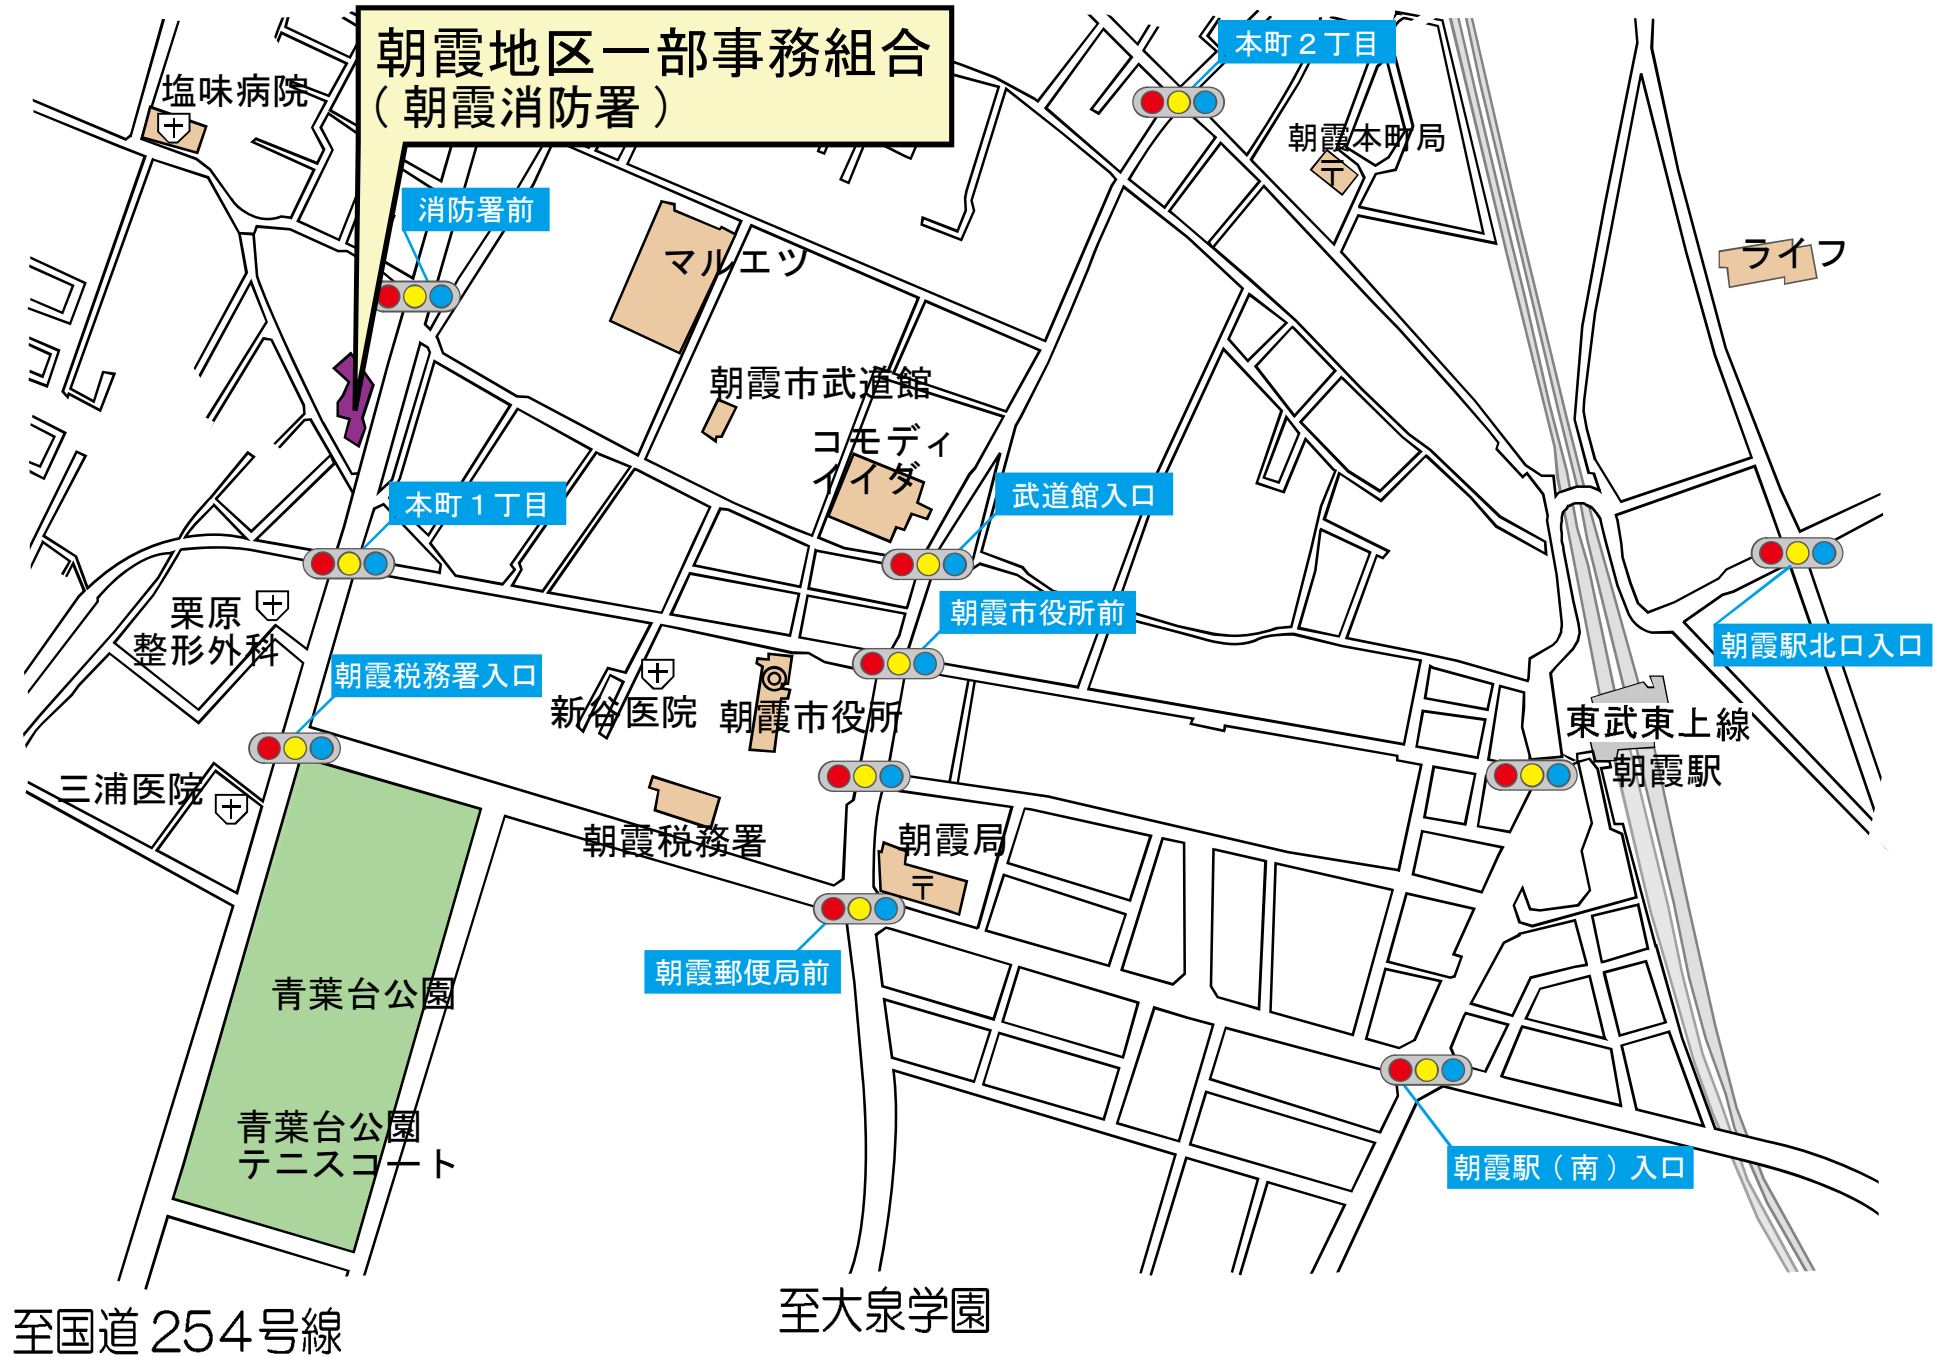 朝霞地区一部事務組合
（朝霞消防署）
本町２丁目
塩味病院
朝霞本町局
〒
消防署前
マルエツ
ライフ
朝霞市武道館
コモディ
イイダ
本町１丁目
武道館入口
栗原
整形外科
朝霞市役所前
朝霞駅北口入口
朝霞税務署入口
新谷医院
朝霞市役所
東武東上線
朝霞駅
三浦医院
朝霞税務署
朝霞局
〒
朝霞郵便局前
青葉台公園
青葉台公園
テニスコート
朝霞駅（南）入口
至大泉学園
至国道254号線